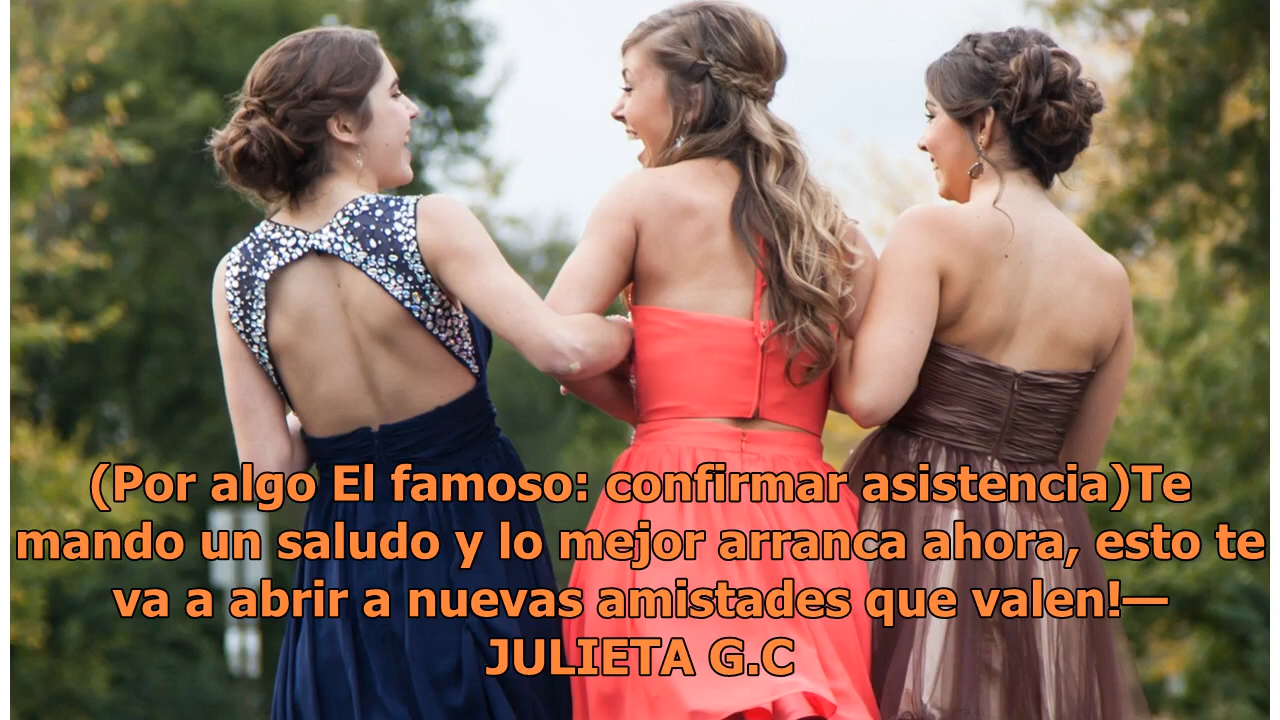 (Por algo El famoso: confirmar asistencia)Te
mando un saludo y lo mejor arranca ahora, esto te
va a abrir a nuevas amistades que valen!—
JULIETA G.C